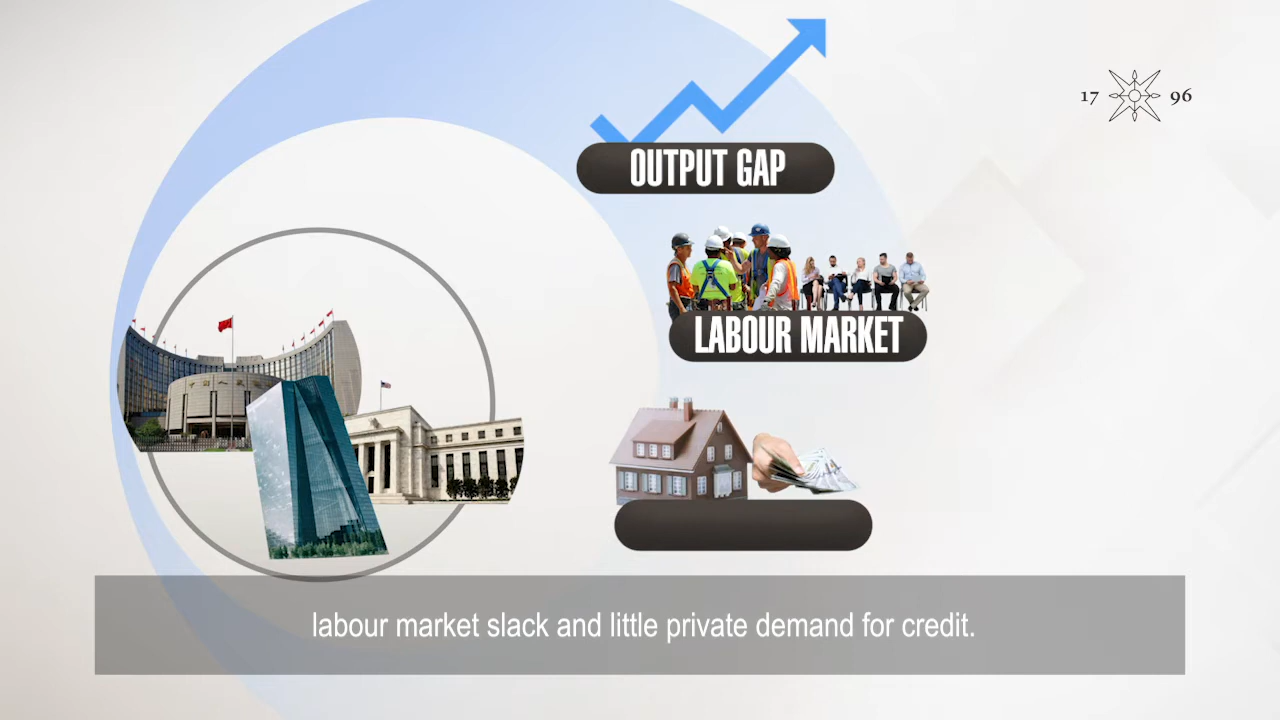 17 96
OUTPUT GAP
LABOUR MARKET
labour market slack and little private demand for credit.